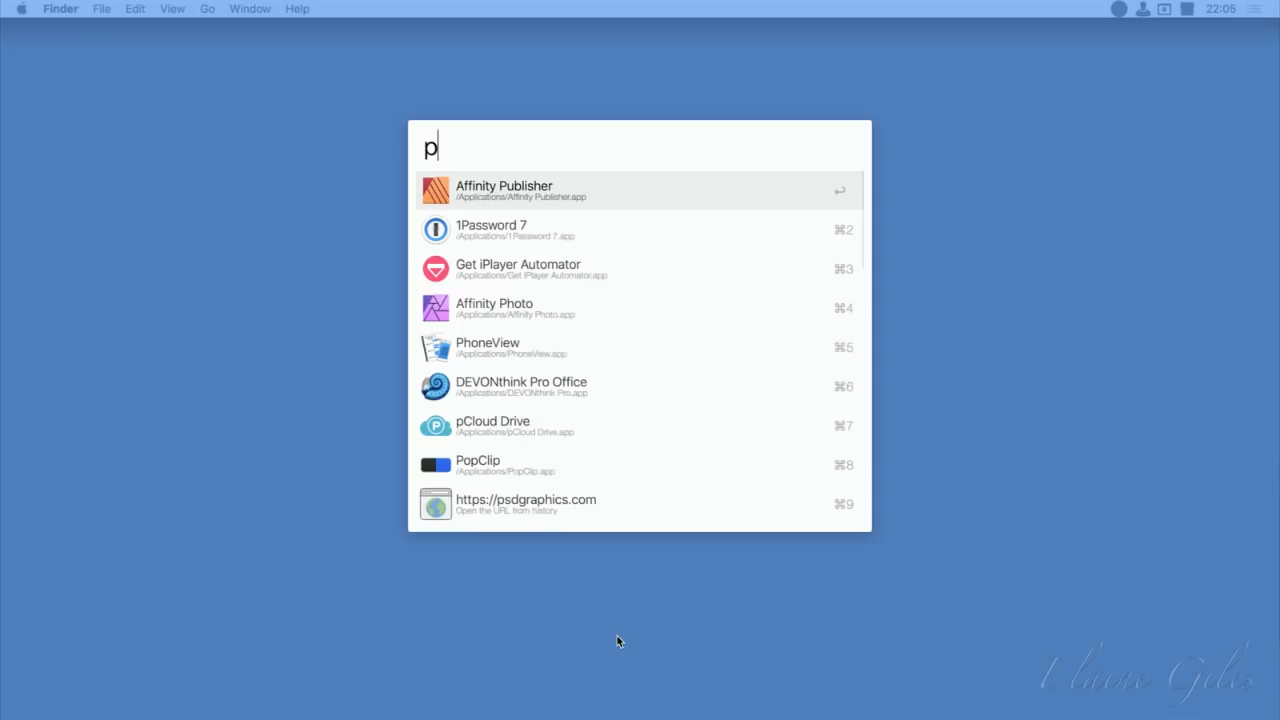 Finder File Edit View Go Window Help 22:05
p
Affinity Publisher
/Applications/Affinity Publisher.app
1Password 7
/Applications/1Password 7.app
⌘2
Get iPlayer Automator
/Applications/Get iPlayer Automator.app
⌘3
Affinity Photo
/Applications/Affinity Photo.app
⌘4
PhoneView
/Applications/PhoneView.app
⌘5
DEVONthink Pro Office
/Applications/DEVONthink Pro.app
⌘6
pCloud Drive
/Applications/pCloud Drive.app
⌘7
PopClip
/Applications/PopClip.app
⌘8
https://psdgraphics.com
Open the URL from history
⌘9
Elaine Giles